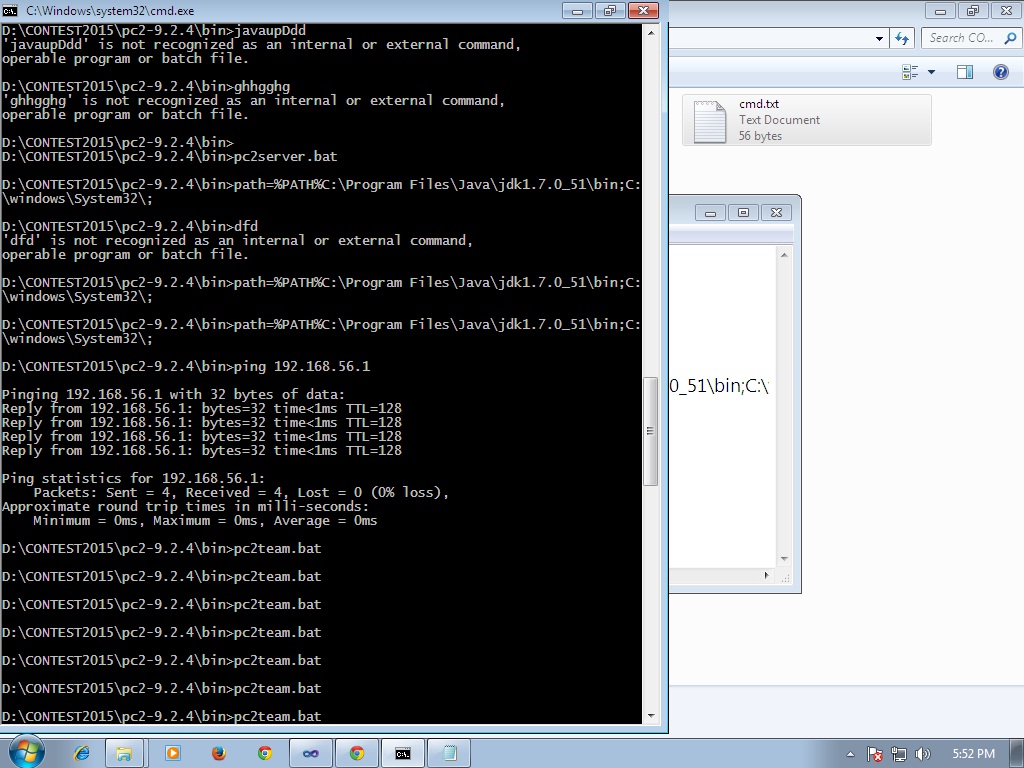 C:\Windows\system32\cmd.exe
D:\CONTEST2015\pc2-9.2.4\bin>javaupDdd
'javaupDdd' is not recognized as an internal or external command,
operable program or batch file.
D:\CONTEST2015\pc2-9.2.4\bin>ghhgghg
'ghhgghg' is not recognized as an internal or external command,
operable program or batch file.
D:\CONTEST2015\pc2-9.2.4\bin>
D:\CONTEST2015\pc2-9.2.4\bin>pc2server.bat
D:\CONTEST2015\pc2-9.2.4\bin>path=%PATH%C:\Program Files\Java\jdk1.7.0_51\bin;C:
\windows\System32\;
D:\CONTEST2015\pc2-9.2.4\bin>dfd
'dfd' is not recognized as an internal or external command,
operable program or batch file.
D:\CONTEST2015\pc2-9.2.4\bin>path=%PATH%C:\Program Files\Java\jdk1.7.0_51\bin;C:
\windows\System32\;
D:\CONTEST2015\pc2-9.2.4\bin>path=%PATH%C:\Program Files\Java\jdk1.7.0_51\bin;C:
\windows\System32\;
D:\CONTEST2015\pc2-9.2.4\bin>ping 192.168.56.1
Pinging 192.168.56.1 with 32 bytes of data:
Reply from 192.168.56.1: bytes=32 time<1ms TTL=128
Reply from 192.168.56.1: bytes=32 time<1ms TTL=128
Reply from 192.168.56.1: bytes=32 time<1ms TTL=128
Reply from 192.168.56.1: bytes=32 time<1ms TTL=128
Ping statistics for 192.168.56.1:
Packets: Sent = 4, Received = 4, Lost = 0 (0% loss),
Approximate round trip times in milli-seconds:
Minimum = 0ms, Maximum = 0ms, Average = 0ms
D:\CONTEST2015\pc2-9.2.4\bin>pc2team.bat
D:\CONTEST2015\pc2-9.2.4\bin>pc2team.bat
D:\CONTEST2015\pc2-9.2.4\bin>pc2team.bat
D:\CONTEST2015\pc2-9.2.4\bin>pc2team.bat
D:\CONTEST2015\pc2-9.2.4\bin>pc2team.bat
D:\CONTEST2015\pc2-9.2.4\bin>pc2team.bat
D:\CONTEST2015\pc2-9.2.4\bin>pc2team.bat
Search CO...
cmd.txt
Text Document
56 bytes
0_51\bin;C:\
C:\.
5:52 PM